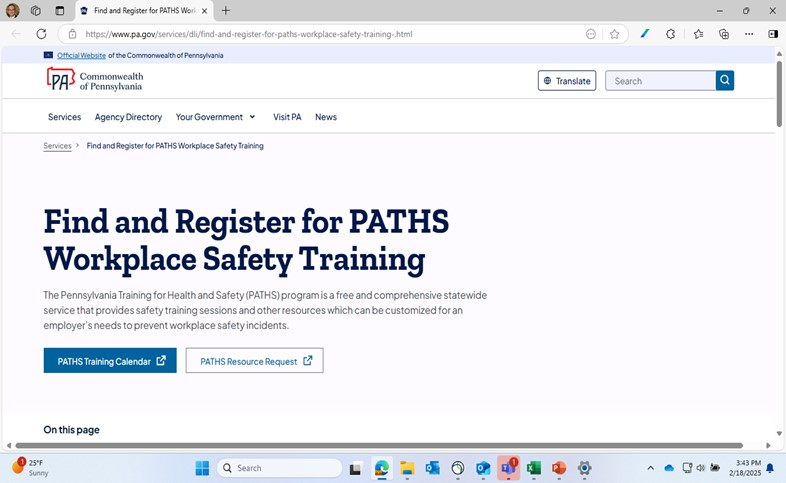 Find and Register for PATHS Wor
https://www.pa.gov/services/dli/find-and-register-for-paths-workplace-safety-training-.html
Official Website of the Commonwealth of Pennsylvania
PA Commonwealth
of Pennsylvania
Translate
Search
Services Agency Directory Your Government Visit PA News
Services > Find and Register for PATHS Workplace Safety Training
Find and Register for PATHS
Workplace Safety Training
The Pennsylvania Training for Health and Safety (PATHS) program is a free and comprehensive statewide
service that provides safety training sessions and other resources which can be customized for an
employer's needs to prevent workplace safety incidents.
PATHS Training Calendar PATHS Resource Request
On this page
1
25°F
Sunny
Search
1
3:43 PM
2/18/2025